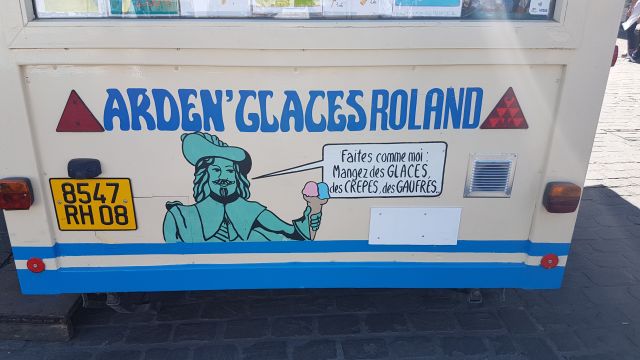 ARDEN'GLACES ROLAND
Faites comme moi :
Mangez des GLACES,
des CRÊPES, des GAUFRES.
8547
RH 08